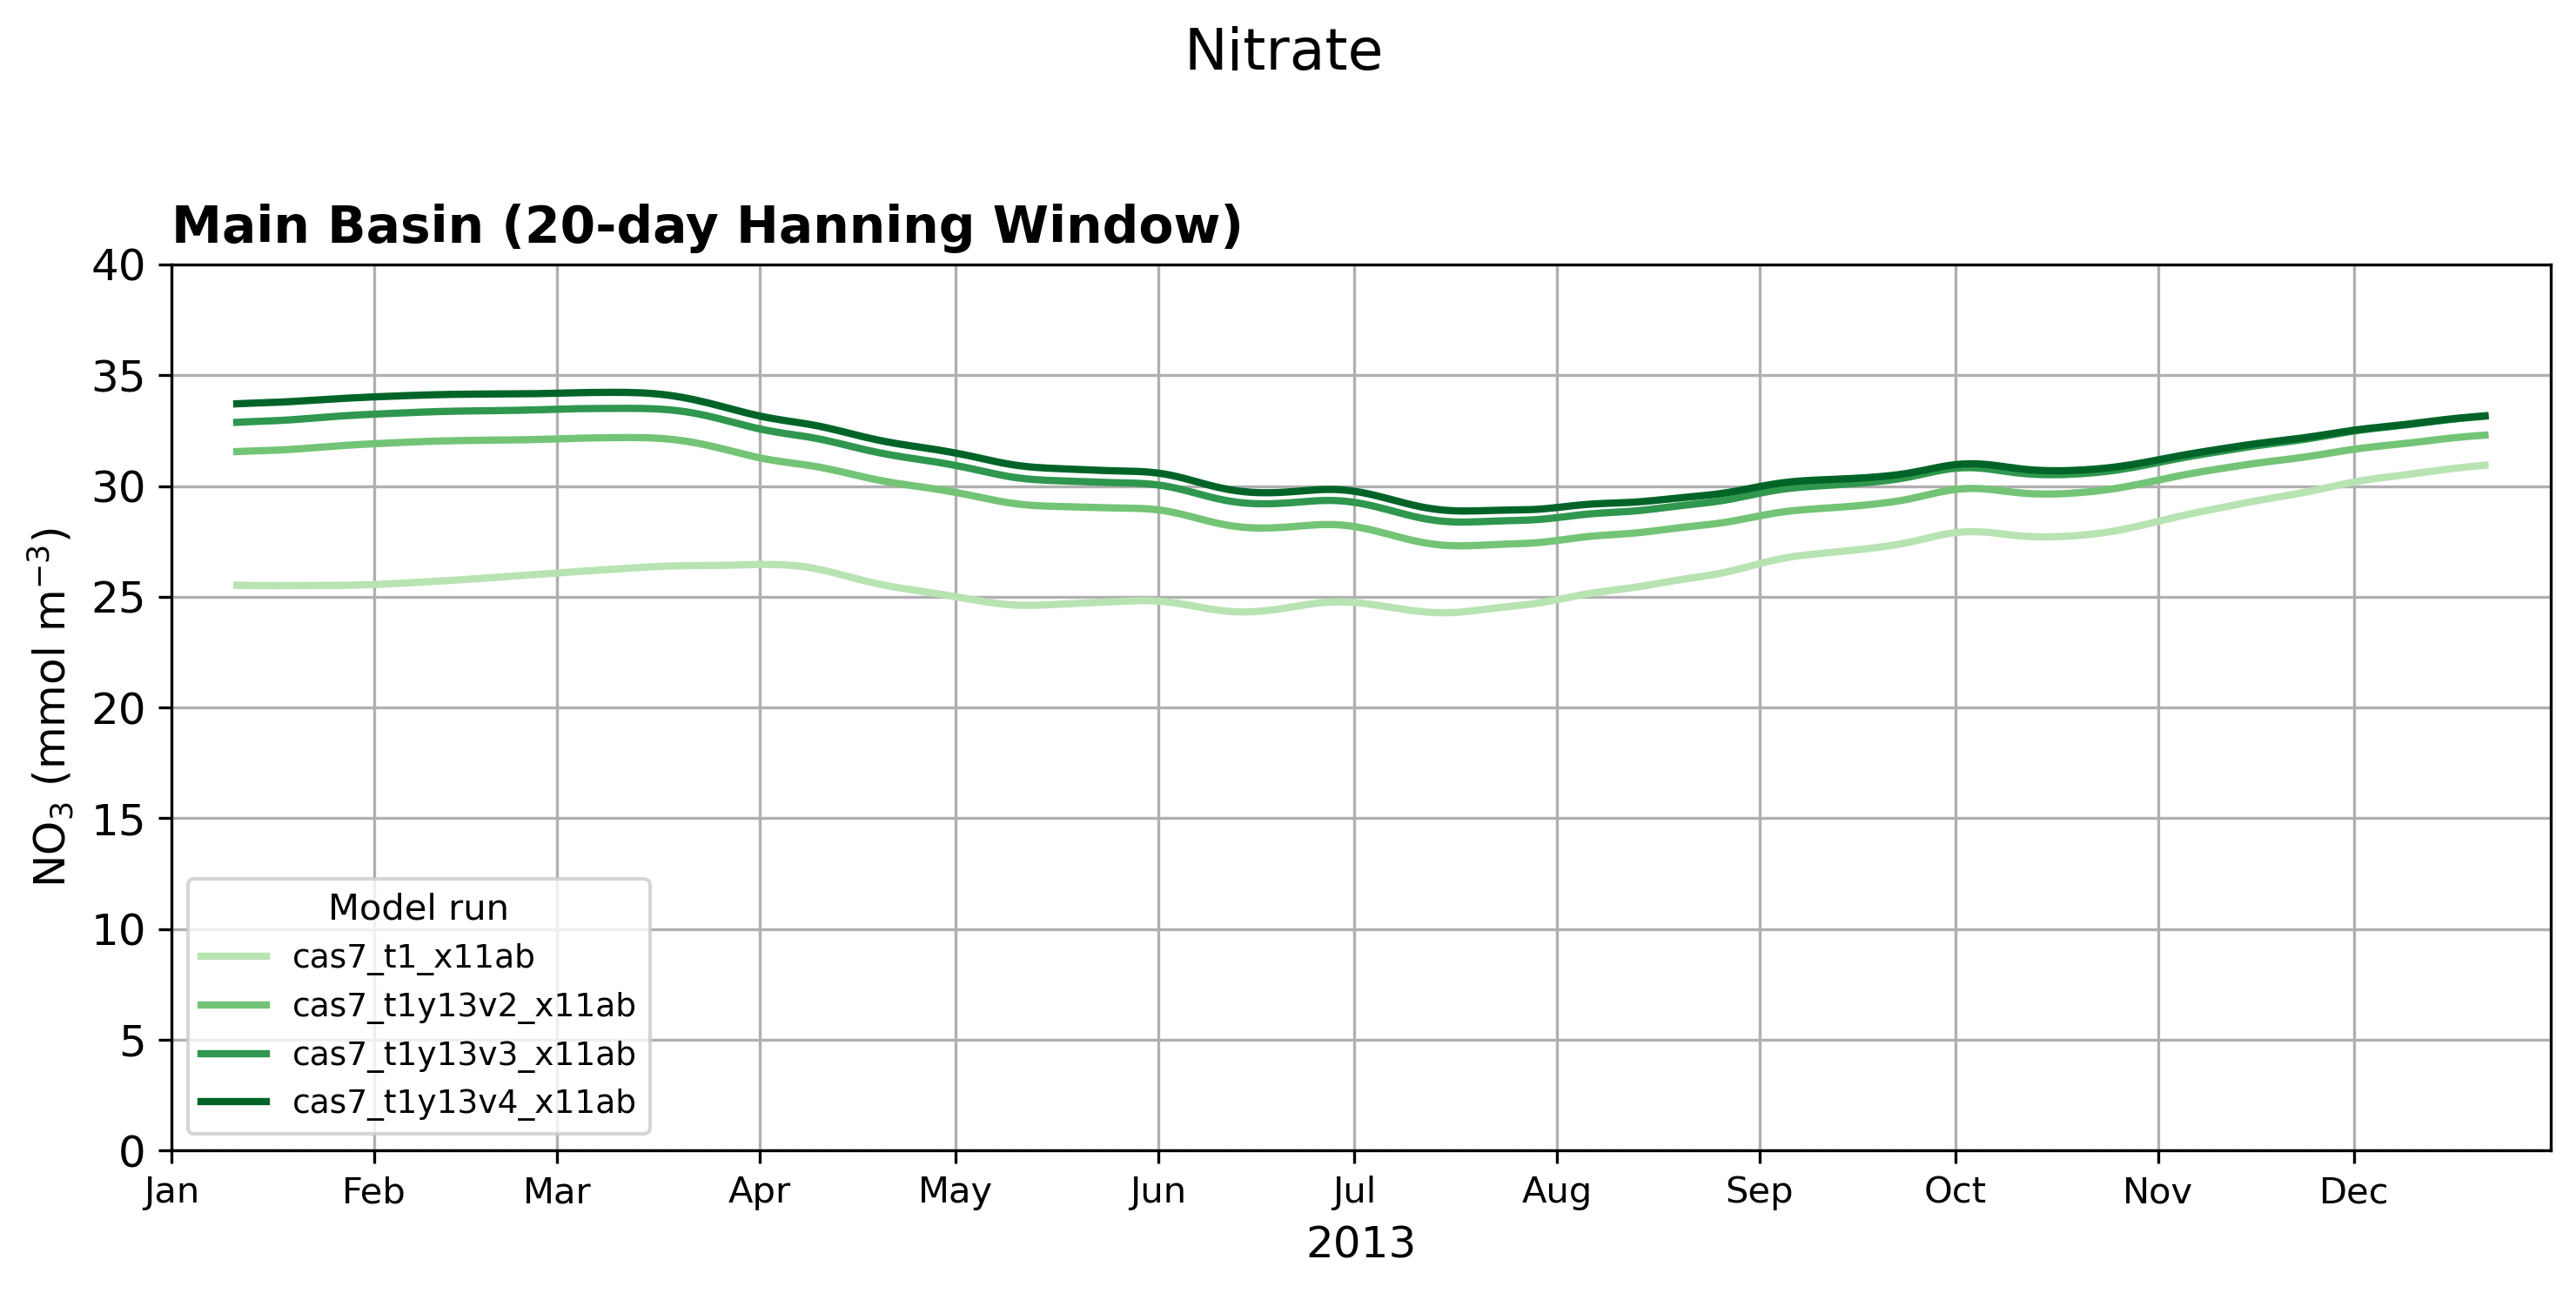 Nitrate
Main Basin (20-day Hanning Window)
40
35
30
25
20
15
10
5
0
NO₃ (mmol m⁻³)
Model run
cas7_t1_x11ab
cas7_t1y13v2_x11ab
cas7_t1y13v3_x11ab
cas7_t1y13v4_x11ab
Jan Feb Mar Apr May Jun Jul Aug Sep Oct Nov Dec
2013